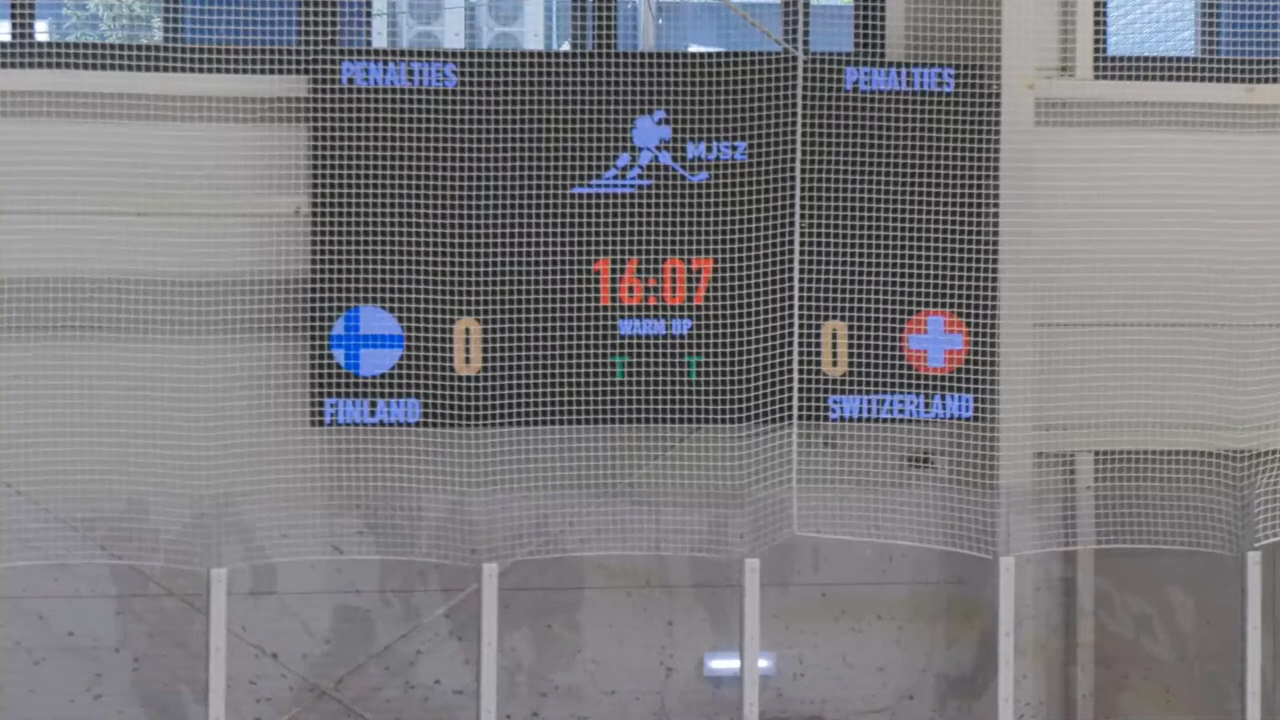 PENALTIES
PENALTIES
MJSZ
16:07
WARM UP
0
0
T T
FINLAND
SWITZERLAND